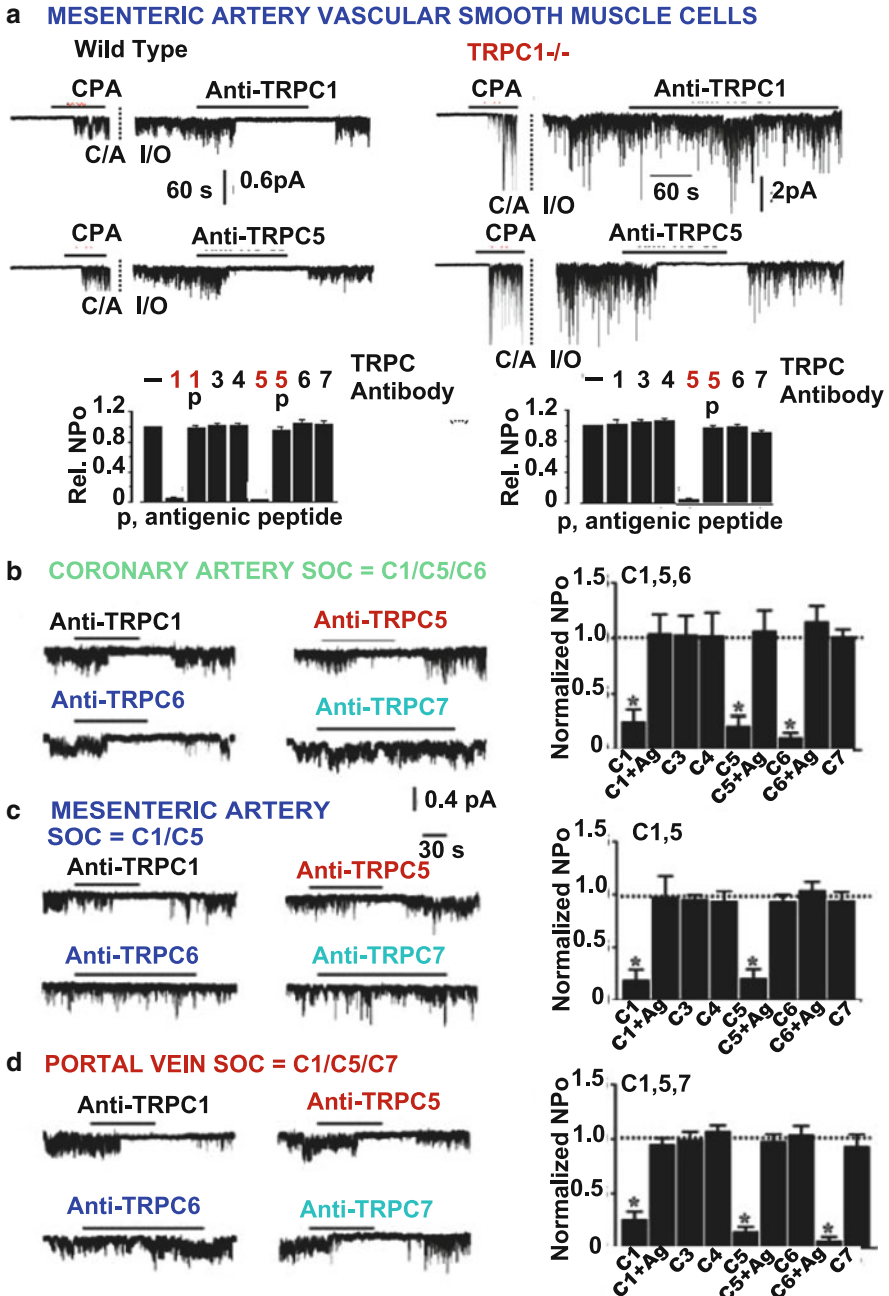 a MESENTERIC ARTERY VASCULAR SMOOTH MUSCLE CELLS
Wild Type
TRPC1-/-
CPA Anti-TRPC1
CPA Anti-TRPC1
C/A I/O
60 s 0.6pA
C/A I/O
60 s 2pA
CPA Anti-TRPC5
CPA Anti-TRPC5
C/A I/O
C/A I/O
– 1 1 3 4 5 5 6 7 TRPC
p p Antibody
– 1 3 4 5 5 6 7 TRPC
p Antibody
Rel. NPo
1.2
0.8
0.4
0
p, antigenic peptide
Rel. NPo
1.2
0.8
0.4
0
p, antigenic peptide
b CORONARY ARTERY SOC = C1/C5/C6
Anti-TRPC1
Anti-TRPC5
Anti-TRPC6
Anti-TRPC7
Normalized NPo
1.5
1.0
0.5
0
C1,5,6
* * *
C1 C1+Ag C3 C4 C5 C5+Ag C6 C6+Ag C7
0.4 pA
30 s
c MESENTERIC ARTERY
SOC = C1/C5
Anti-TRPC1
Anti-TRPC5
Anti-TRPC6
Anti-TRPC7
Normalized NPo
1.5
1.0
0.5
0
C1,5
* *
C1 C1+Ag C3 C4 C5 C5+Ag C6 C6+Ag C7
d PORTAL VEIN SOC = C1/C5/C7
Anti-TRPC1
Anti-TRPC5
Anti-TRPC6
Anti-TRPC7
Normalized NPo
1.5
1.0
0.5
0
C1,5,7
* * *
C1 C1+Ag C3 C4 C5 C5+Ag C6 C6+Ag C7